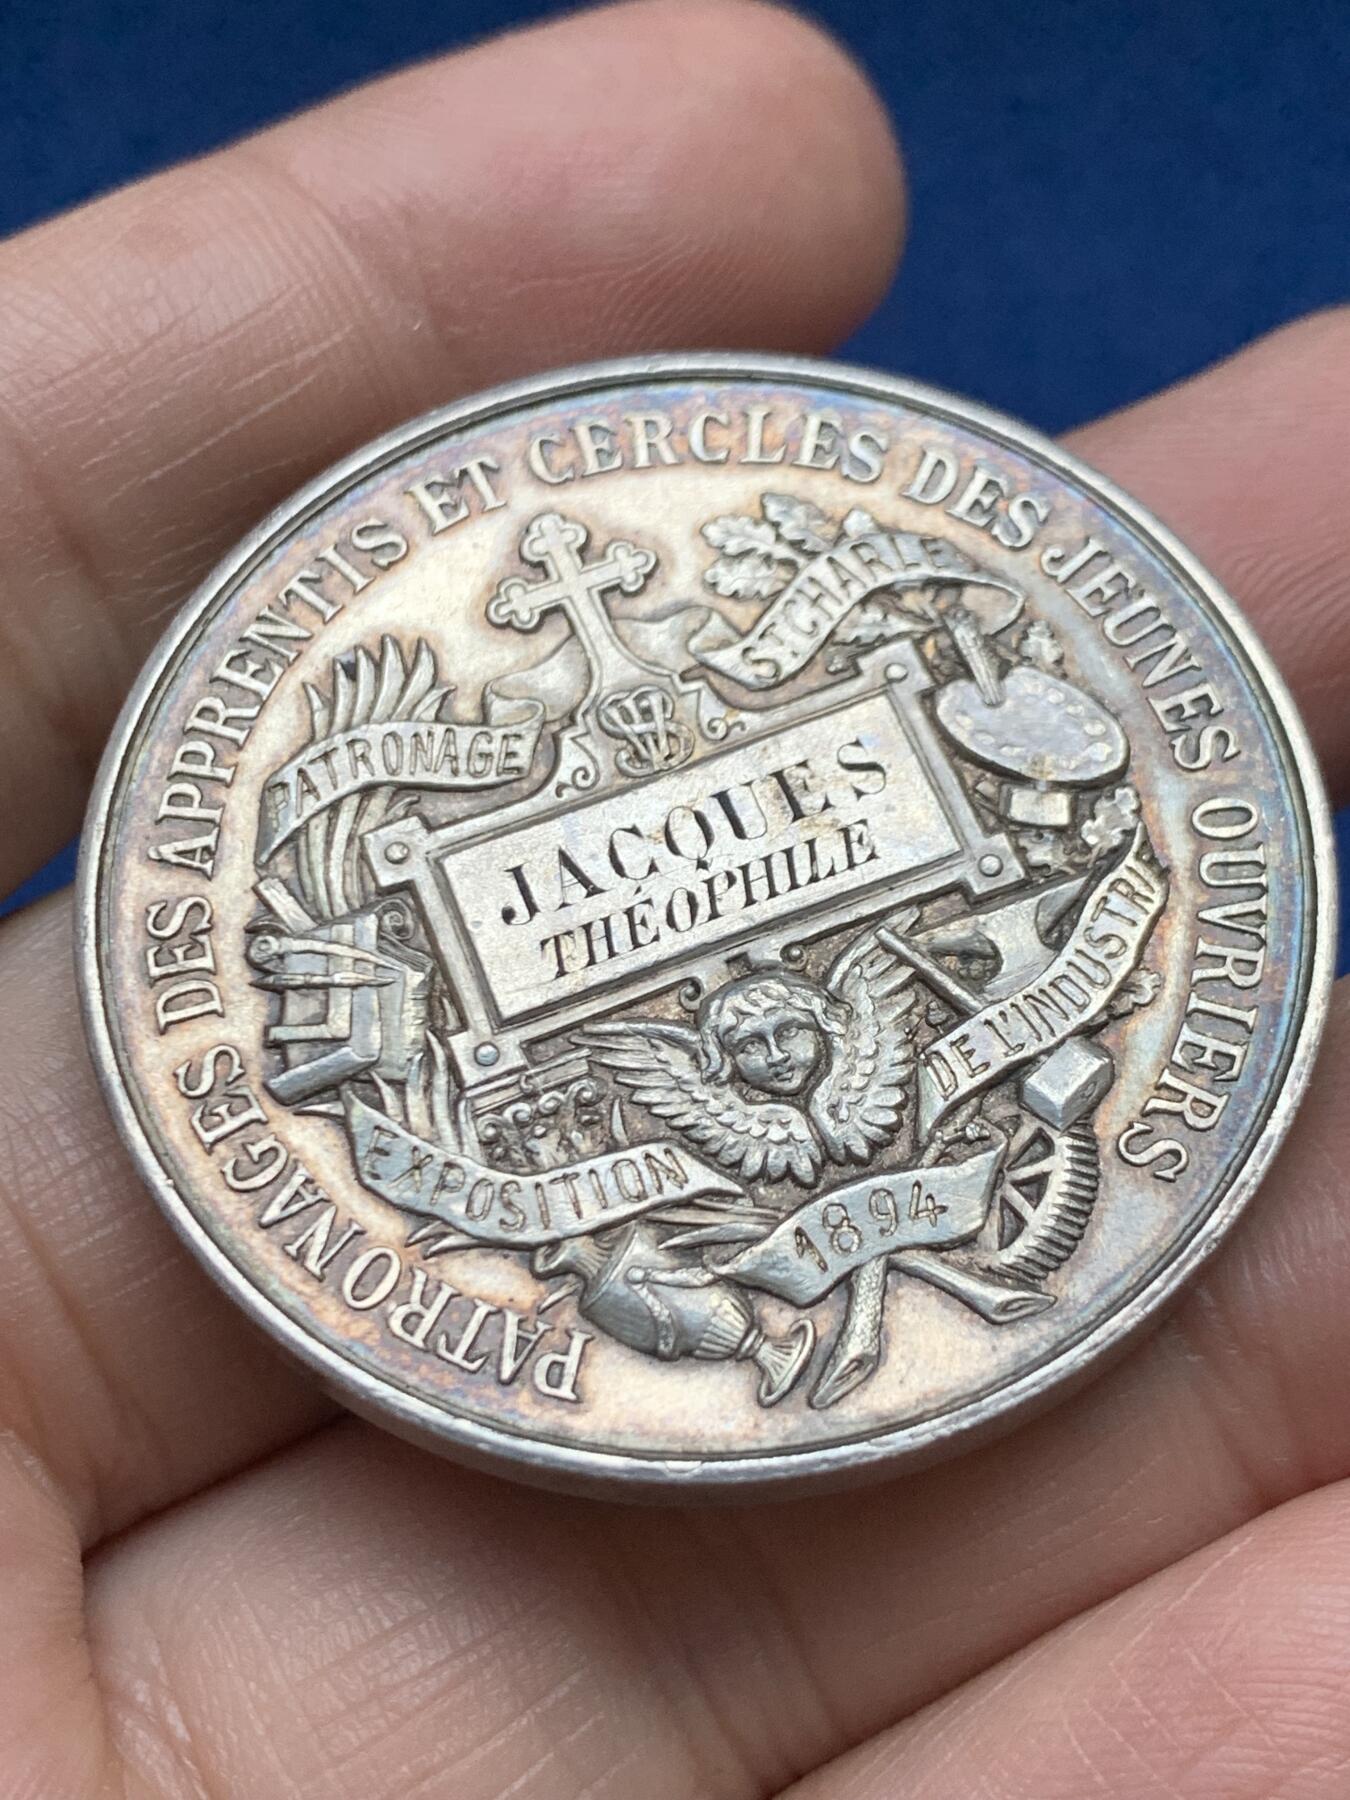 PATRONAGES DES APPRENTIS ET CERCLES DES JEUNES OUVRIERS
PATRONAGE
ST CHARLE
JACQUES
THÉOPHILE
EXPOSITION
DE L'INDUSTRIE
1894